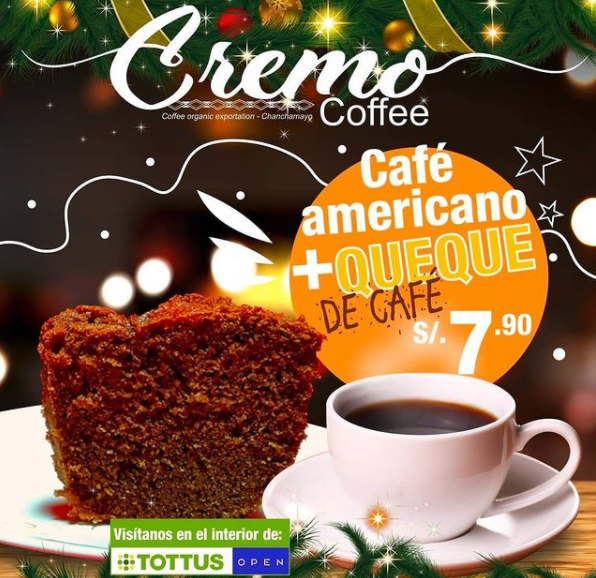 Cremo
Coffee organic exportation - Chanchamayo
Coffee
Café
americano
+QUEQUE
DE CAFÉ
S/. 7.90
Visítanos en el interior de:
TOTTUS OPEN